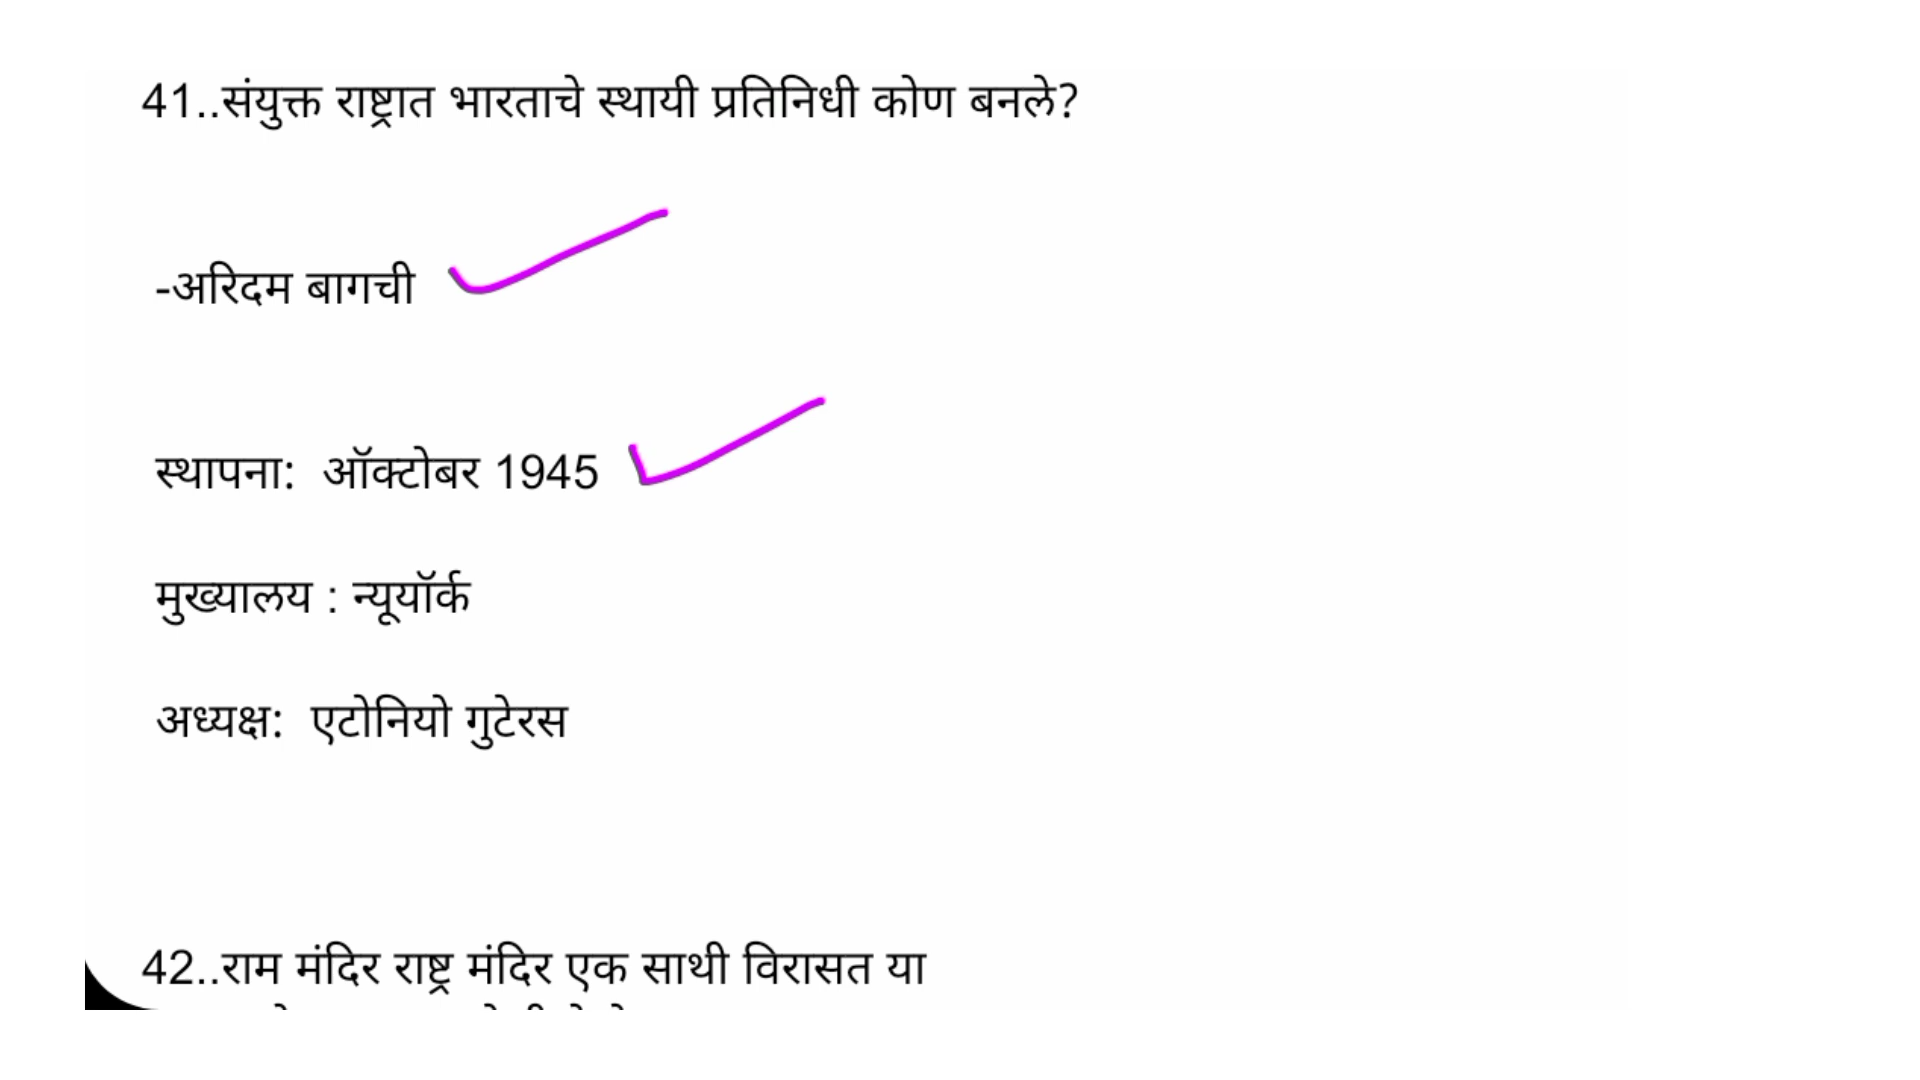 41..संयुक्त राष्ट्रात भारताचे स्थायी प्रतिनिधी कोण बनले?
-अरिदम बागची
स्थापना: ऑक्टोबर 1945
मुख्यालय : न्यूयॉर्क
अध्यक्ष: एटोनियो गुटेरस
42..राम मंदिर राष्ट्र मंदिर एक साथी विरासत या